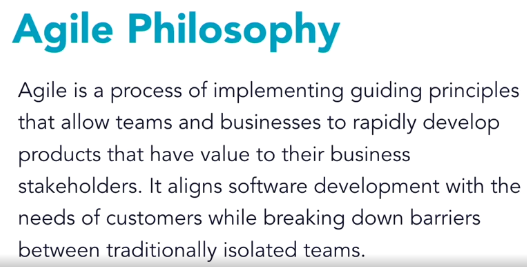 Agile Philosophy
Agile is a process of implementing guiding principles
that allow teams and businesses to rapidly develop
products that have value to their business
stakeholders. It aligns software development with the
needs of customers while breaking down barriers
between traditionally isolated teams.